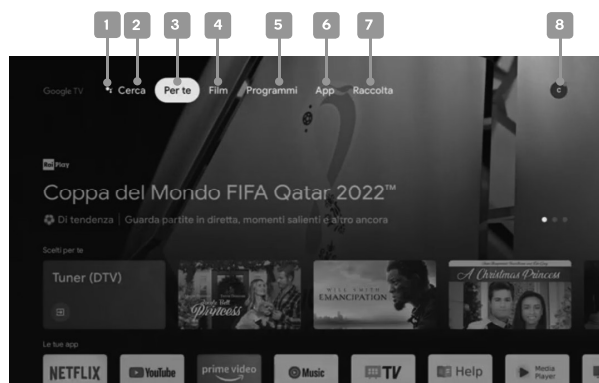 1 2 3 4 5 6 7 8
Google TV Cerca Per te Film Programmi App Raccolta C
Rai Play
Coppa del Mondo FIFA Qatar 2022™
Di tendenza | Guarda partite in diretta, momenti salienti e altro ancora
Scelti per te
Tuner (DTV)
Princess
WILL SMITH
EMANCIPATION
A Christmas Princess
Le tue app
NETFLIX YouTube prime video Music TV Help Media Player